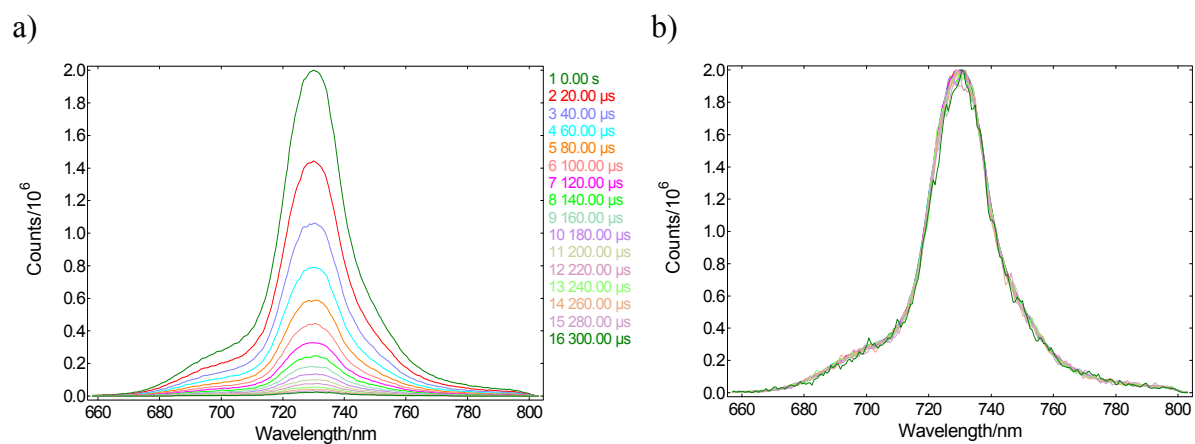 a)
2.0
1.8
1.6
1.4
1.2
1.0
0.8
0.6
0.4
0.2
0.0
Counts/10⁶
660 680 700 720 740 760 780 800
Wavelength/nm
1 0.00 s
2 20.00 µs
3 40.00 µs
4 60.00 µs
5 80.00 µs
6 100.00 µs
7 120.00 µs
8 140.00 µs
9 160.00 µs
10 180.00 µs
11 200.00 µs
12 220.00 µs
13 240.00 µs
14 260.00 µs
15 280.00 µs
16 300.00 µs
b)
2.0
1.8
1.6
1.4
1.2
1.0
0.8
0.6
0.4
0.2
0.0
Counts/10⁶
660 680 700 720 740 760 780 800
Wavelength/nm